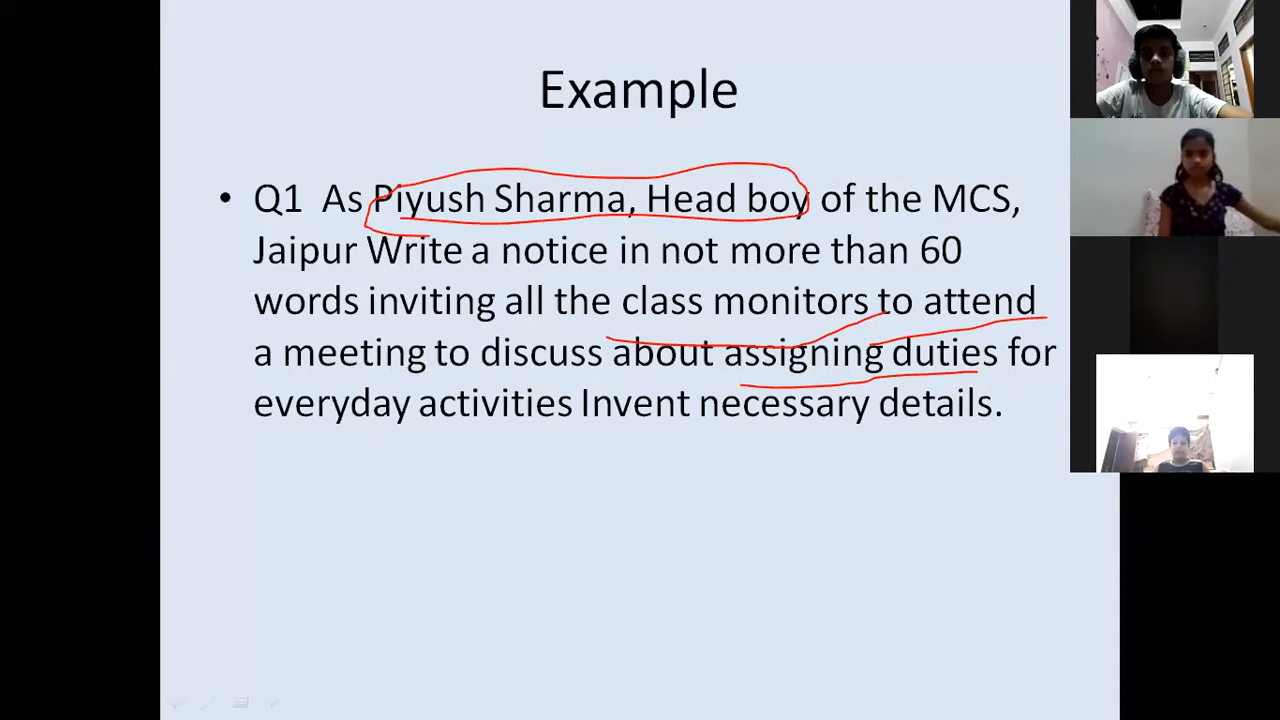 Example
• Q1 As Piyush Sharma, Head boy of the MCS,
Jaipur Write a notice in not more than 60
words inviting all the class monitors to attend
a meeting to discuss about assigning duties for
everyday activities Invent necessary details.